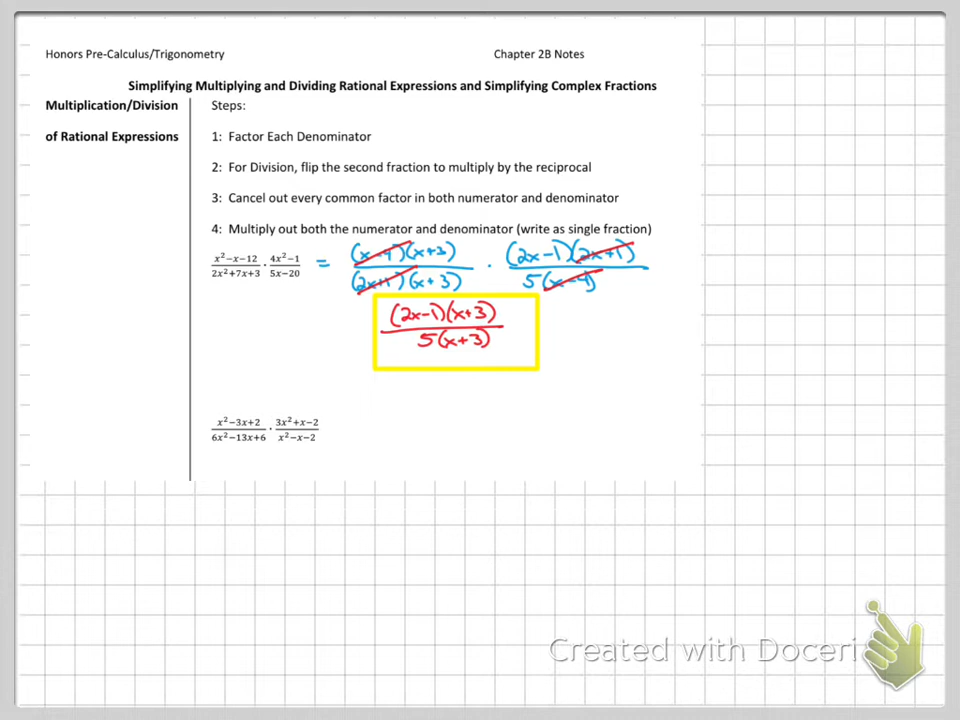 Honors Pre-Calculus/Trigonometry Chapter 2B Notes
Simplifying Multiplying and Dividing Rational Expressions and Simplifying Complex Fractions
Multiplication/Division Steps:
of Rational Expressions 1: Factor Each Denominator
2: For Division, flip the second fraction to multiply by the reciprocal
3: Cancel out every common factor in both numerator and denominator
4: Multiply out both the numerator and denominator (write as single fraction)
x²−x−12 / 2x²+7x+3 · 4x²−1 / 5x−20 = (x-4)(x+3) / (2x+1)(x+3) · (2x-1)(2x+1) / 5(x-4)
(2x-1)(x+3) / 5(x+3)
x²−3x+2 / 6x²−13x+6 · 3x²+x−2 / x²−x−2
Created with Doceri